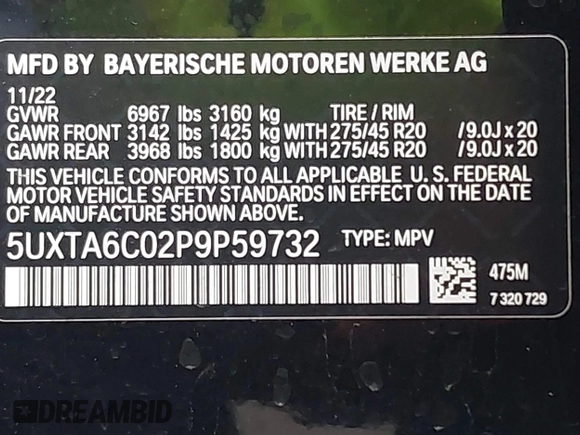 MFD BY BAYERISCHE MOTOREN WERKE AG
11/22
GVWR 6967 lbs 3160 kg TIRE / RIM
GAWR FRONT 3142 lbs 1425 kg WITH 275/45 R20 /9.0J x 20
GAWR REAR 3968 lbs 1800 kg WITH 275/45 R20 /9.0J x 20
THIS VEHICLE CONFORMS TO ALL APPLICABLE U. S. FEDERAL
MOTOR VEHICLE SAFETY STANDARDS IN EFFECT ON THE DATE
OF MANUFACTURE SHOWN ABOVE.
5UXTA6C02P9P59732 TYPE: MPV
475M
7 320 729
DREAMBID